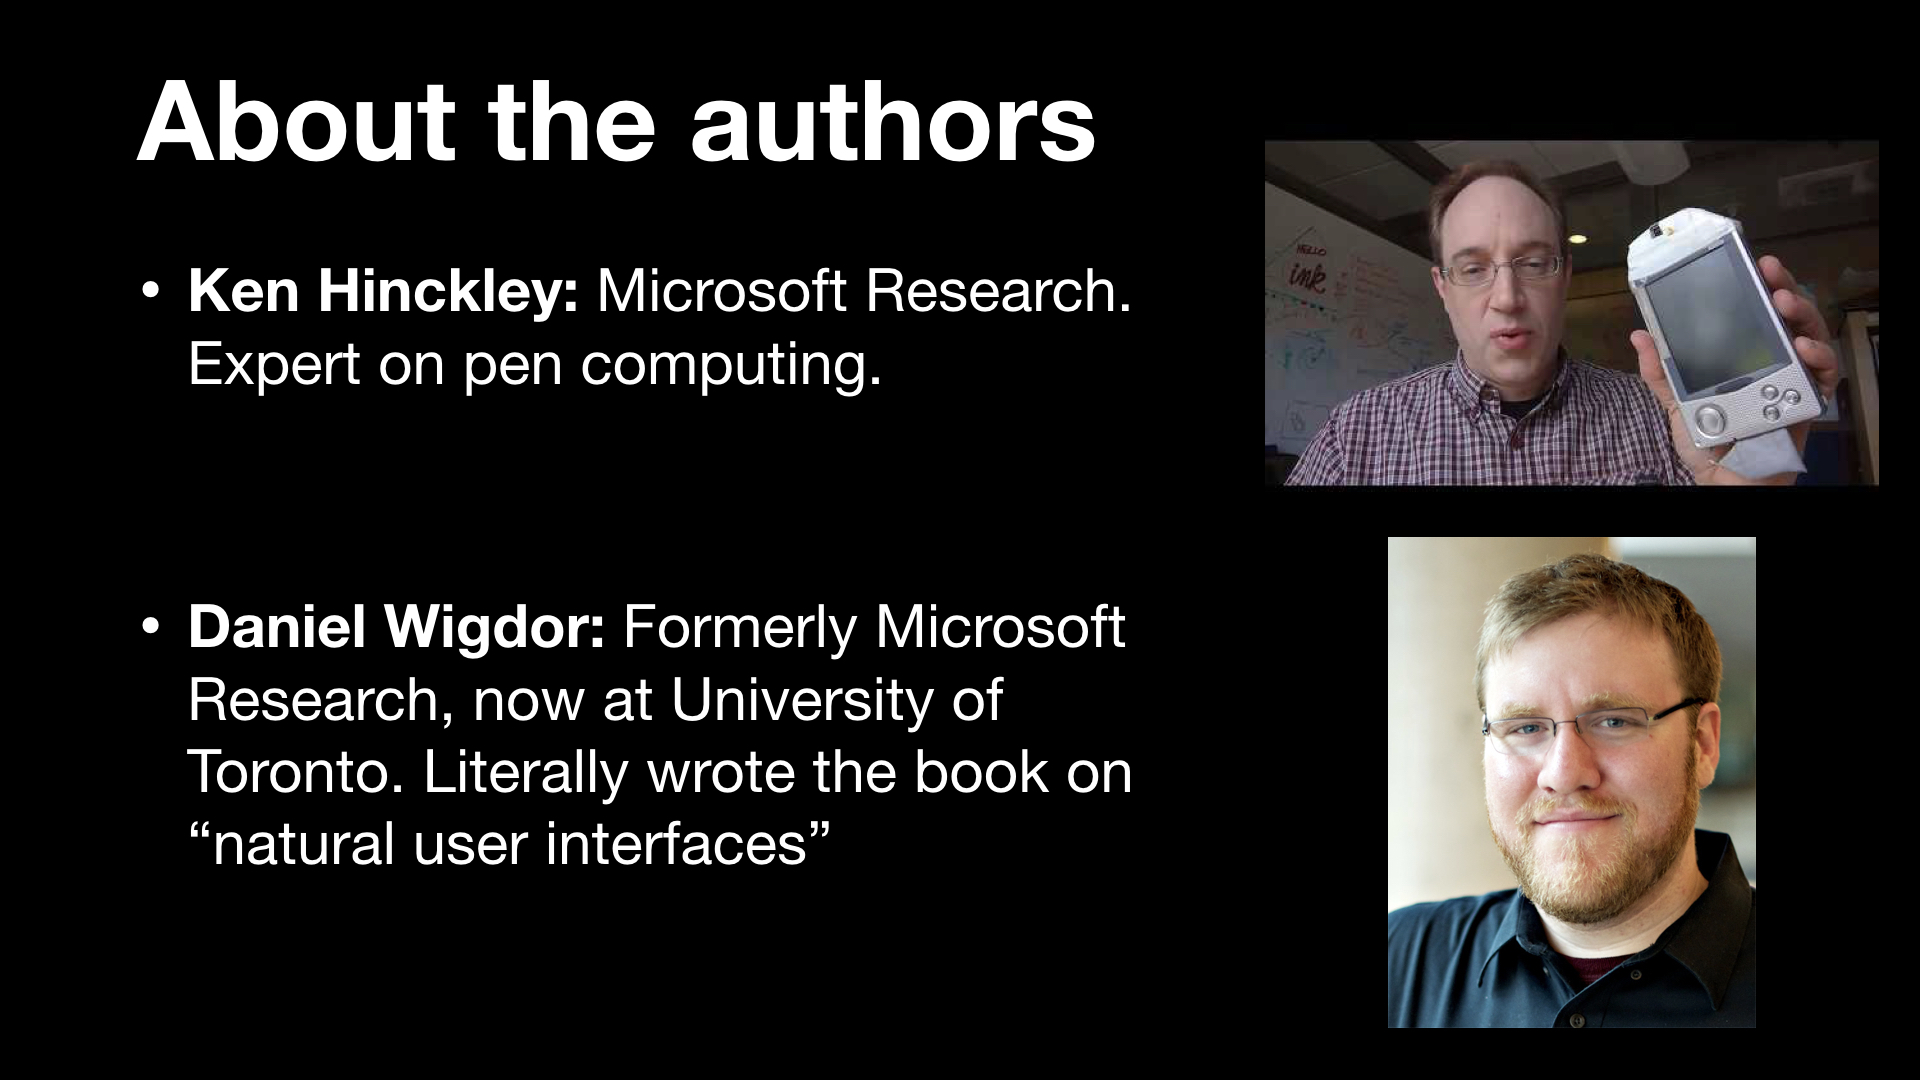 About the authors
• Ken Hinckley: Microsoft Research.
Expert on pen computing.
• Daniel Wigdor: Formerly Microsoft
Research, now at University of
Toronto. Literally wrote the book on
“natural user interfaces”
HELLO
ink